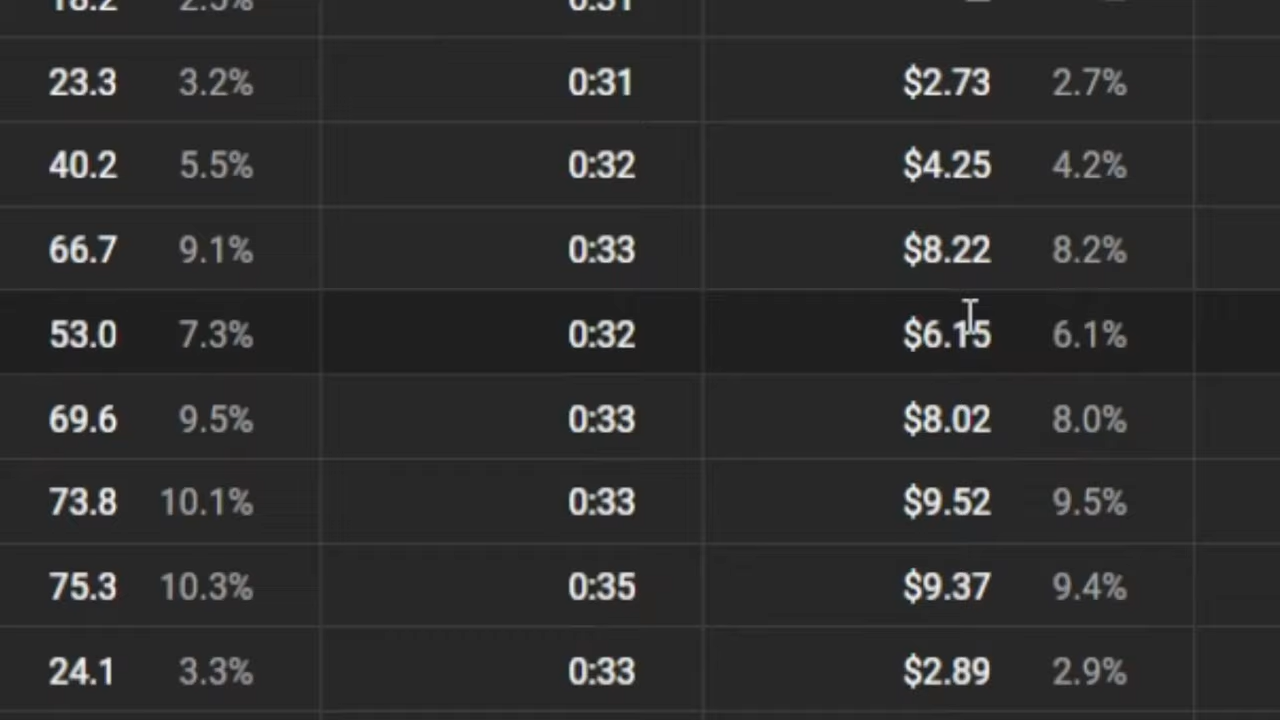 18.2 2.5% 0:31 — —
23.3 3.2% 0:31 $2.73 2.7%
40.2 5.5% 0:32 $4.25 4.2%
66.7 9.1% 0:33 $8.22 8.2%
53.0 7.3% 0:32 $6.15 6.1%
69.6 9.5% 0:33 $8.02 8.0%
73.8 10.1% 0:33 $9.52 9.5%
75.3 10.3% 0:35 $9.37 9.4%
24.1 3.3% 0:33 $2.89 2.9%